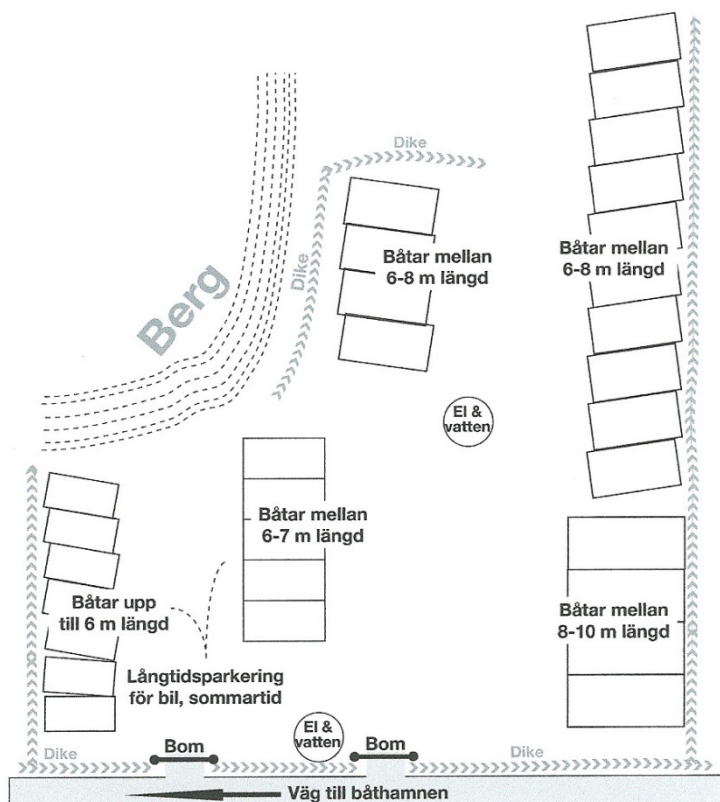 Dike
Berg
Dike
Båtar mellan
6-8 m längd
Båtar mellan
6-8 m längd
El &
vatten
Båtar mellan
6-7 m längd
Båtar upp
till 6 m längd
Båtar mellan
8-10 m längd
Långtidsparkering
för bil, sommartid
El &
vatten
Dike
Bom
Bom
Dike
Väg till båthamnen